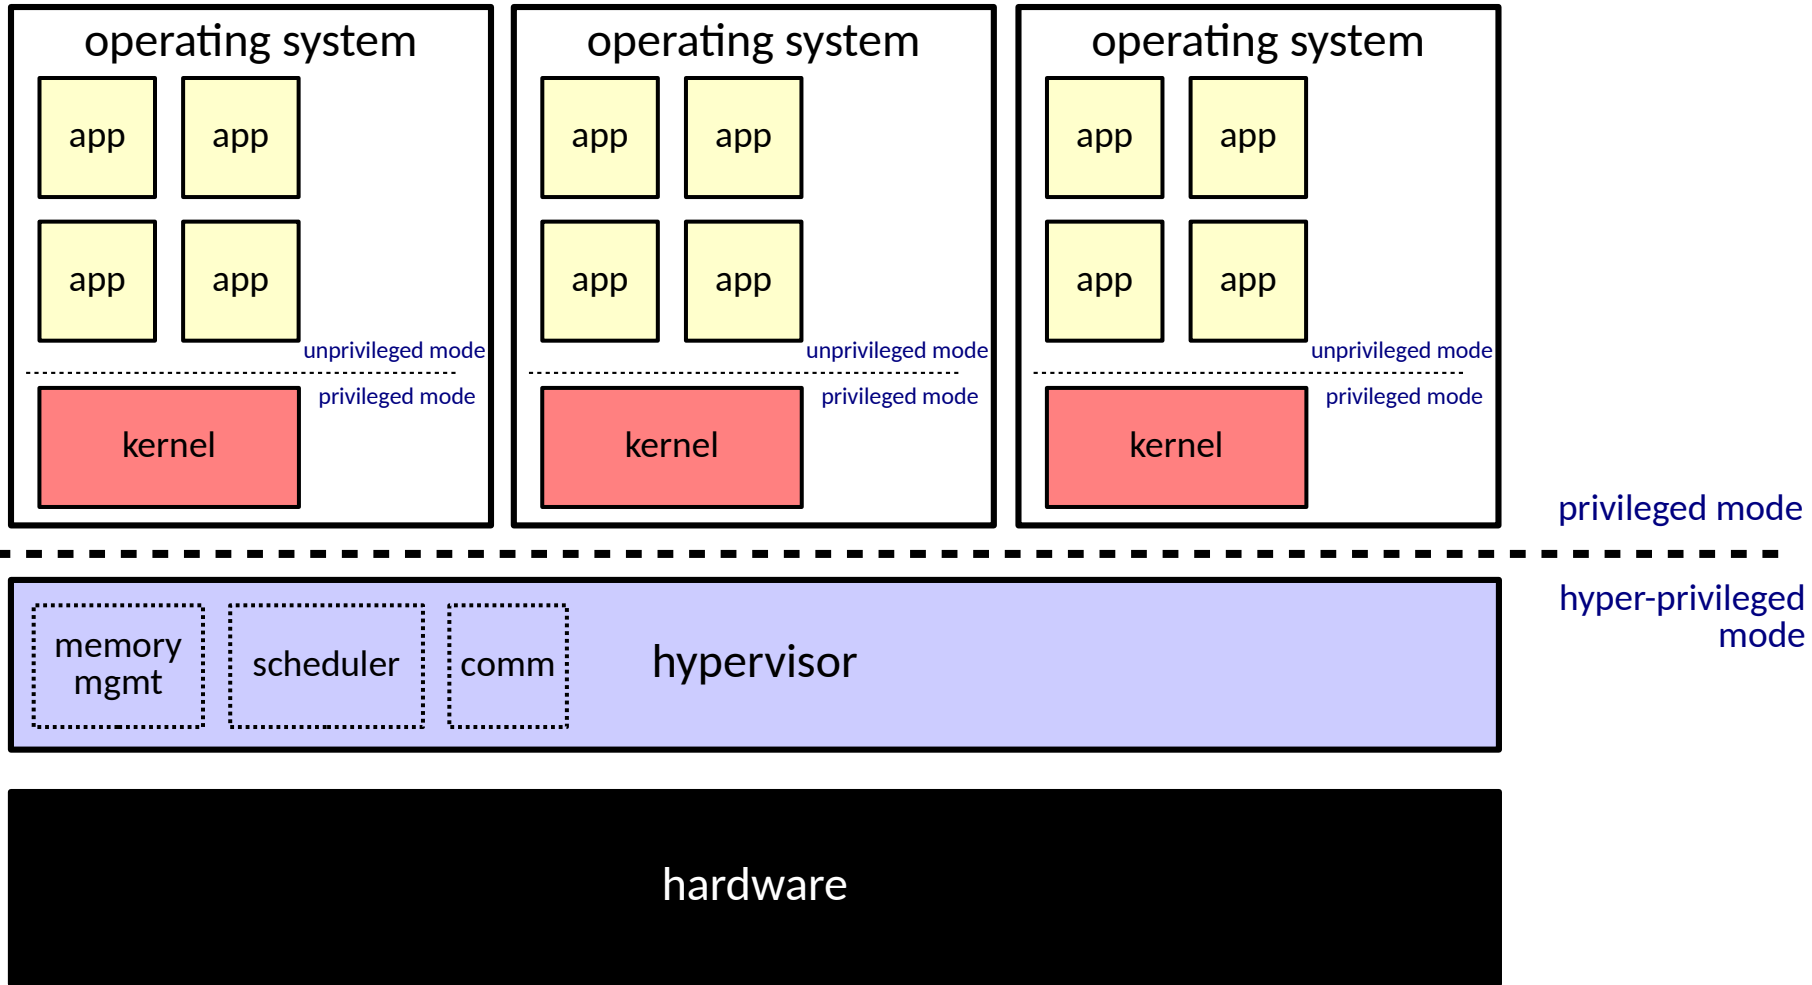 operating system
app app
app app
unprivileged mode
privileged mode
kernel
operating system
app app
app app
unprivileged mode
privileged mode
kernel
operating system
app app
app app
unprivileged mode
privileged mode
kernel
privileged mode
hyper-privileged
mode
memory
mgmt
scheduler
comm
hypervisor
hardware